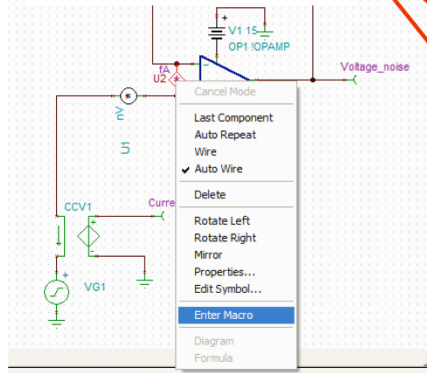 V1 15
OP1 !OPAMP
fA
U2
Voltage_noise
nV
U1
CCV1
Curre
VG1
Cancel Mode
Last Component
Auto Repeat
Wire
Auto Wire
Delete
Rotate Left
Rotate Right
Mirror
Properties...
Edit Symbol...
Enter Macro
Diagram
Formula